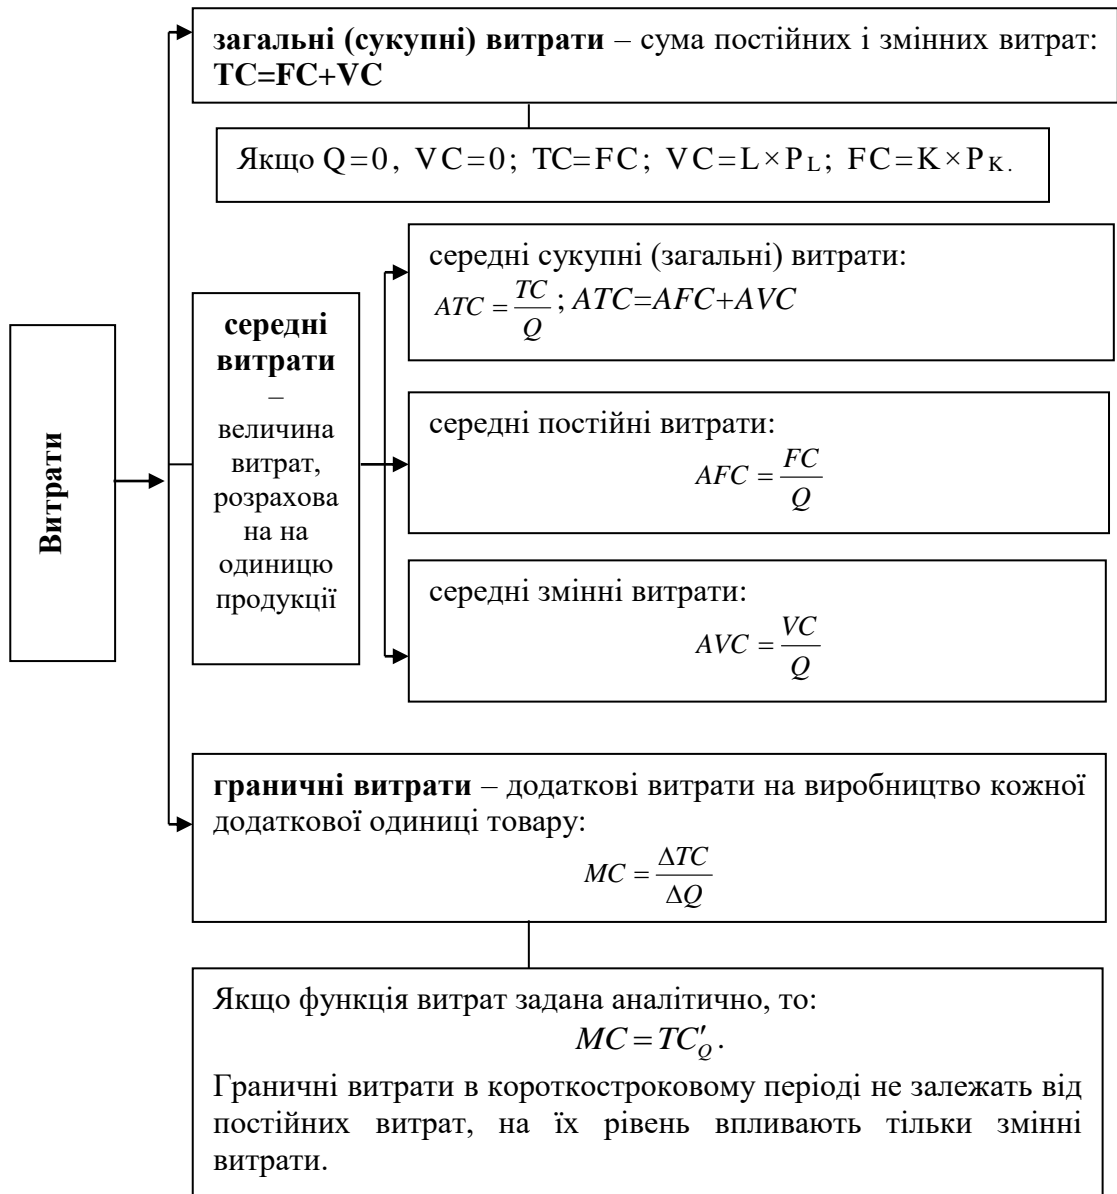 загальні (сукупні) витрати – сума постійних і змінних витрат:
TC=FC+VC
Якщо Q=0, VC=0; TC=FC; VC=L×P_L; FC=K×P_K.
Витрати
середні
витрати
–
величина
витрат,
розрахова
на на
одиницю
продукції
середні сукупні (загальні) витрати:
ATC = TC/Q; ATC=AFC+AVC
середні постійні витрати:
AFC = FC/Q
середні змінні витрати:
AVC = VC/Q
граничні витрати – додаткові витрати на виробництво кожної
додаткової одиниці товару:
MC = ΔTC/ΔQ
Якщо функція витрат задана аналітично, то:
MC = TC′_Q.
Граничні витрати в короткостроковому періоді не залежать від
постійних витрат, на їх рівень впливають тільки змінні
витрати.